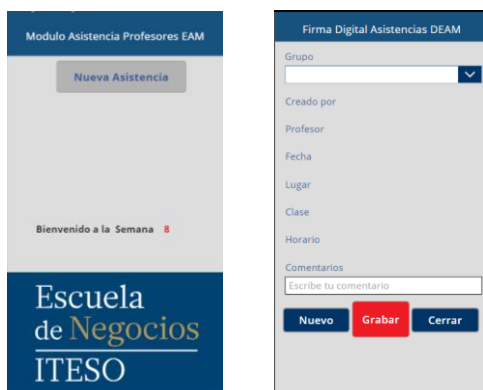 Modulo Asistencia Profesores EAM
Nueva Asistencia
Bienvenido a la Semana 8
Escuela
de Negocios
ITESO
Firma Digital Asistencias DEAM
Grupo
Creado por
Profesor
Fecha
Lugar
Clase
Horario
Comentarios
Escribe tu comentario
Nuevo Grabar Cerrar